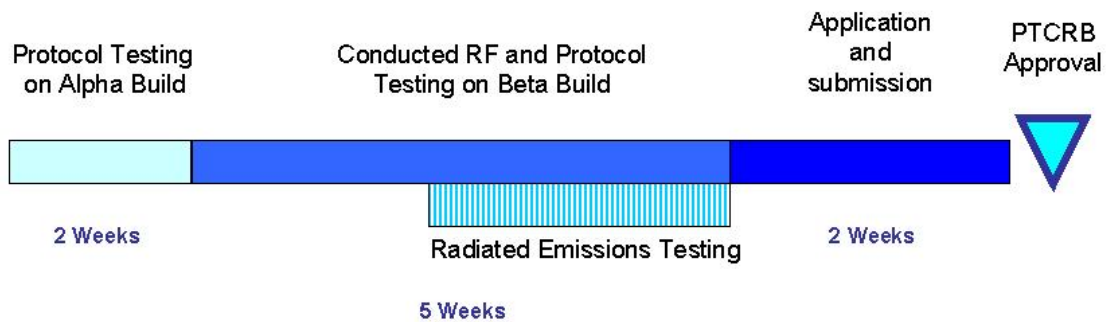 Protocol Testing
on Alpha Build
Conducted RF and Protocol
Testing on Beta Build
Application
and
submission
PTCRB
Approval
2 Weeks
Radiated Emissions Testing
2 Weeks
5 Weeks